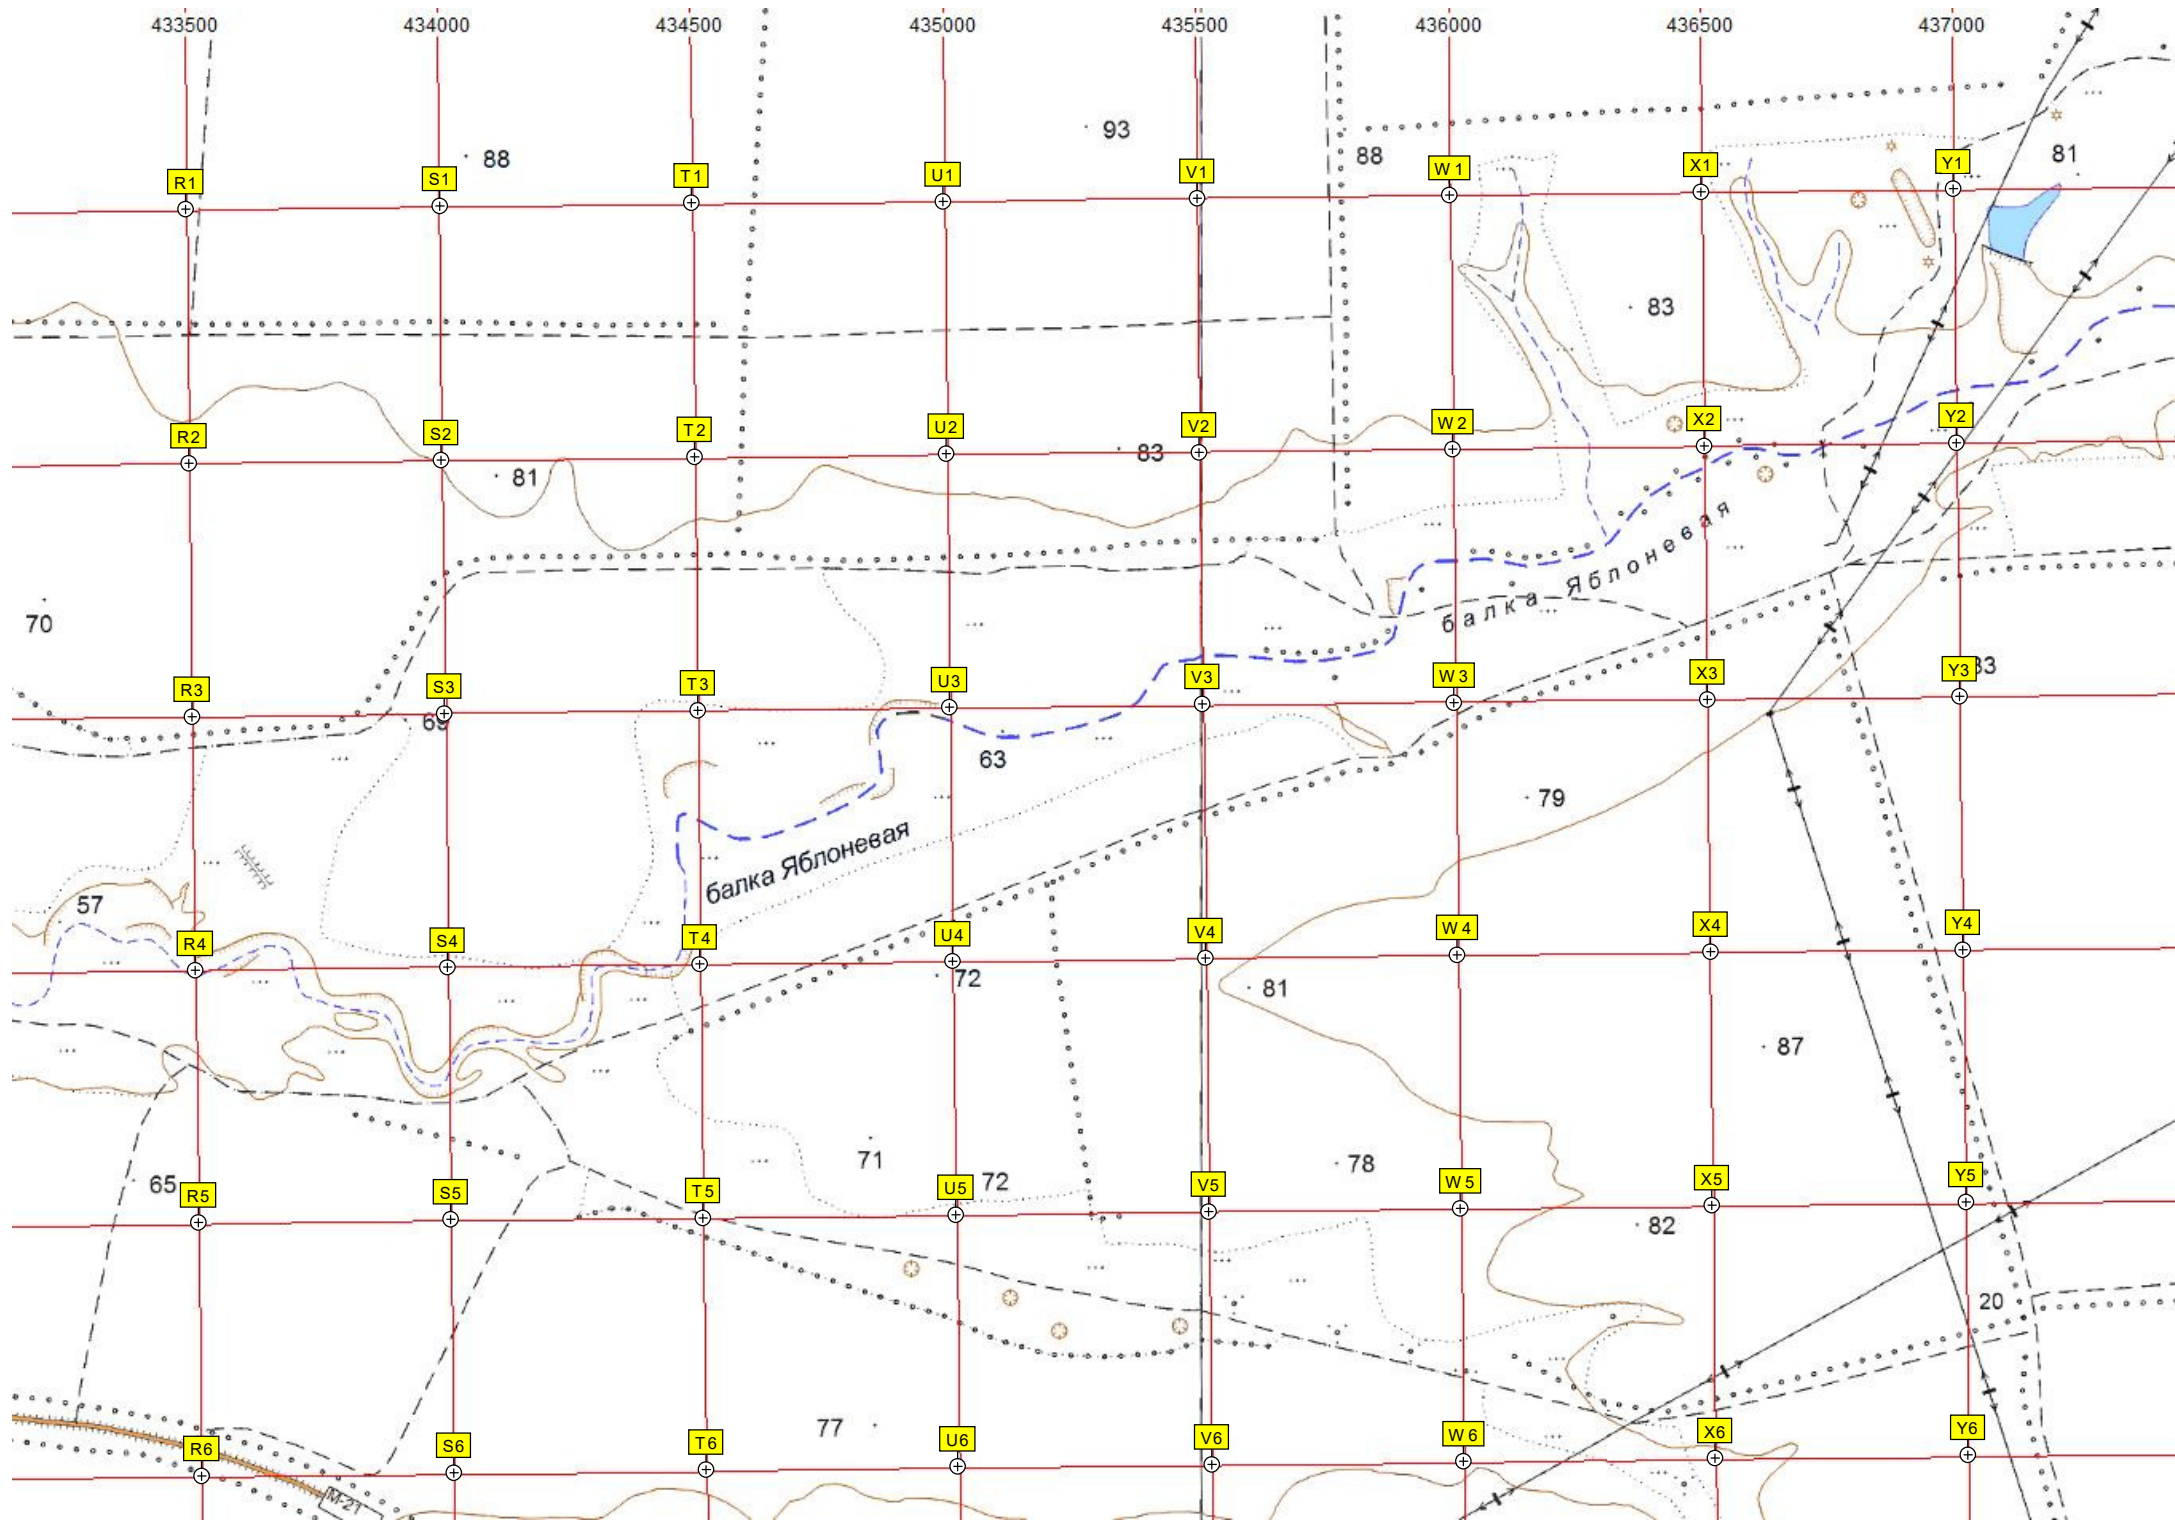 433500 434000 434500 435000 435500 436000 436500 437000
93
88
88
81
R1 S1 T1 U1 V1 W1 X1 Y1
83
R2 S2 T2 U2 V2 W2 X2 Y2
83
81
балка Яблоневая
70
R3 S3 T3 U3 V3 W3 X3 Y3 83
69
63
79
балка Яблоневая
57
R4 S4 T4 U4 V4 W4 X4 Y4
72
81
87
71
78
65
72
R5 S5 T5 U5 V5 W5 X5 Y5
82
20
77
R6 S6 T6 U6 V6 W6 X6 Y6
М-21